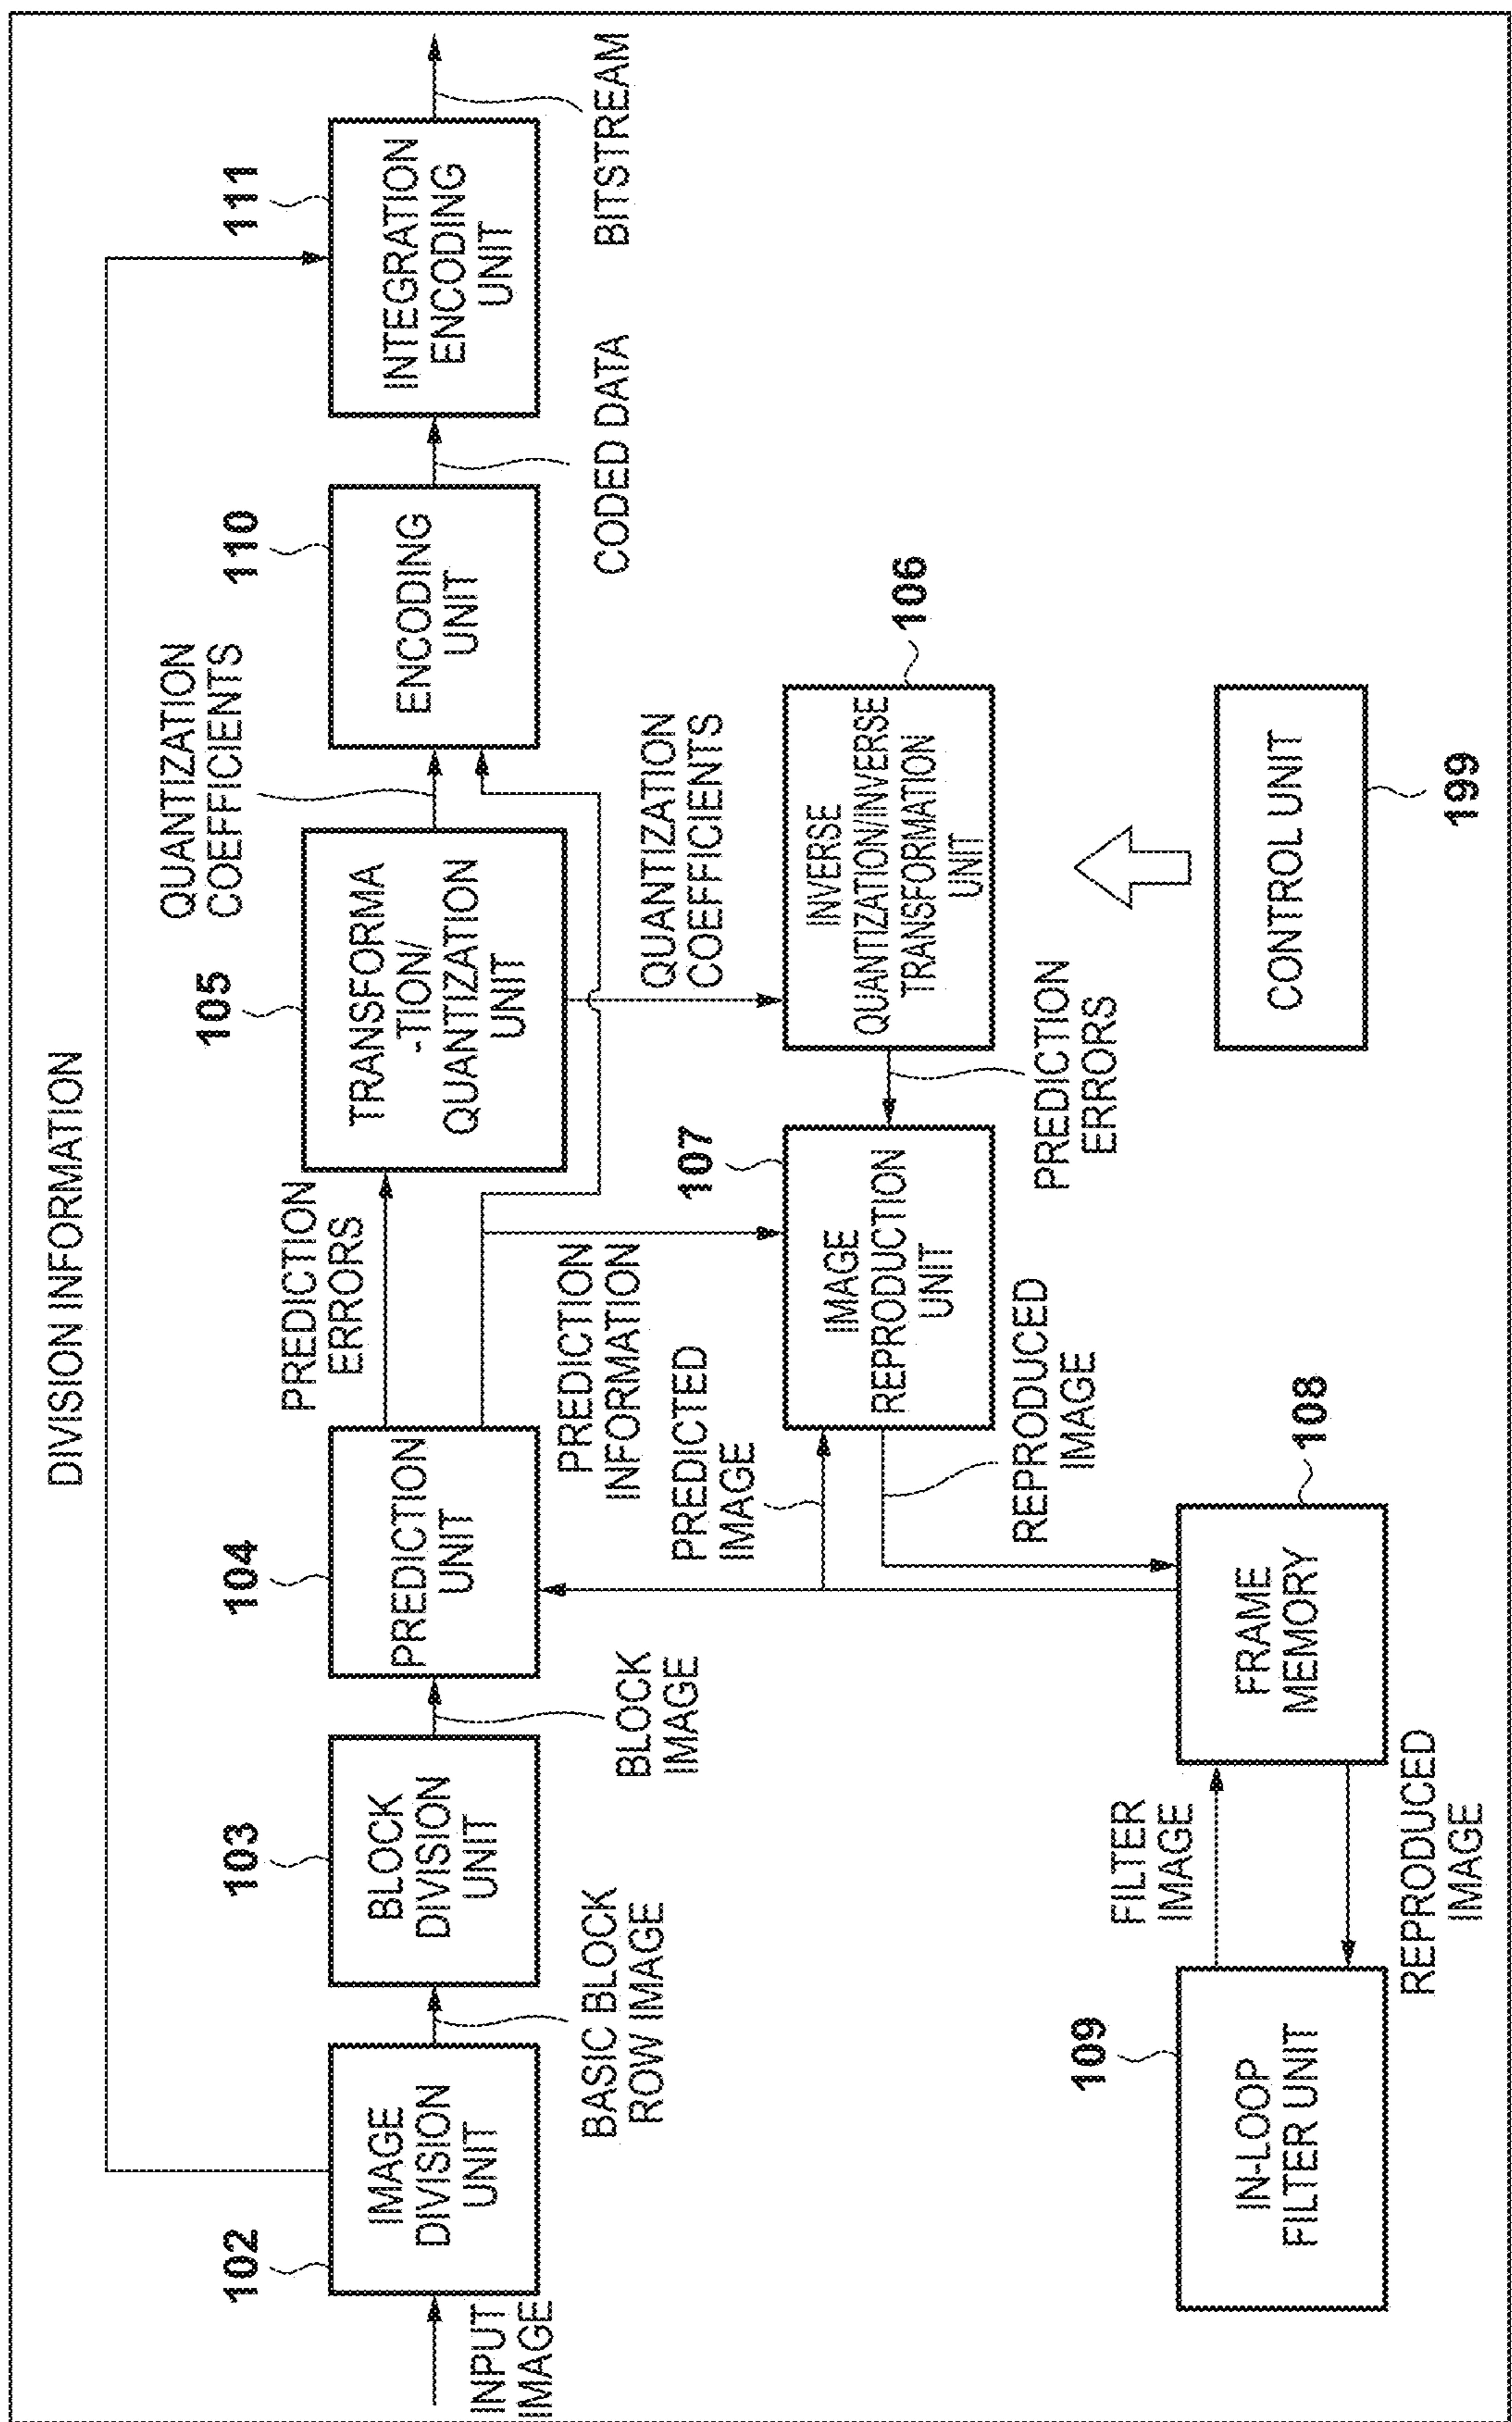 DIVISION INFORMATION
102
103
104
105
110
111
INPUT
IMAGE
IMAGE
DIVISION
UNIT
BASIC BLOCK
ROW IMAGE
BLOCK
DIVISION
UNIT
BLOCK
IMAGE
PREDICTION
UNIT
PREDICTION
ERRORS
PREDICTION
INFORMATION
TRANSFORMA
-TION/
QUANTIZATION
UNIT
QUANTIZATION
COEFFICIENTS
ENCODING
UNIT
CODED DATA
INTEGRATION
ENCODING
UNIT
BITSTREAM
QUANTIZATION
COEFFICIENTS
PREDICTED
IMAGE
107
IMAGE
REPRODUCTION
UNIT
REPRODUCED
IMAGE
106
INVERSE
QUANTIZATION/INVERSE
TRANSFORMATION
UNIT
PREDICTION
ERRORS
109
IN-LOOP
FILTER UNIT
FILTER
IMAGE
REPRODUCED
IMAGE
108
FRAME
MEMORY
CONTROL UNIT
199